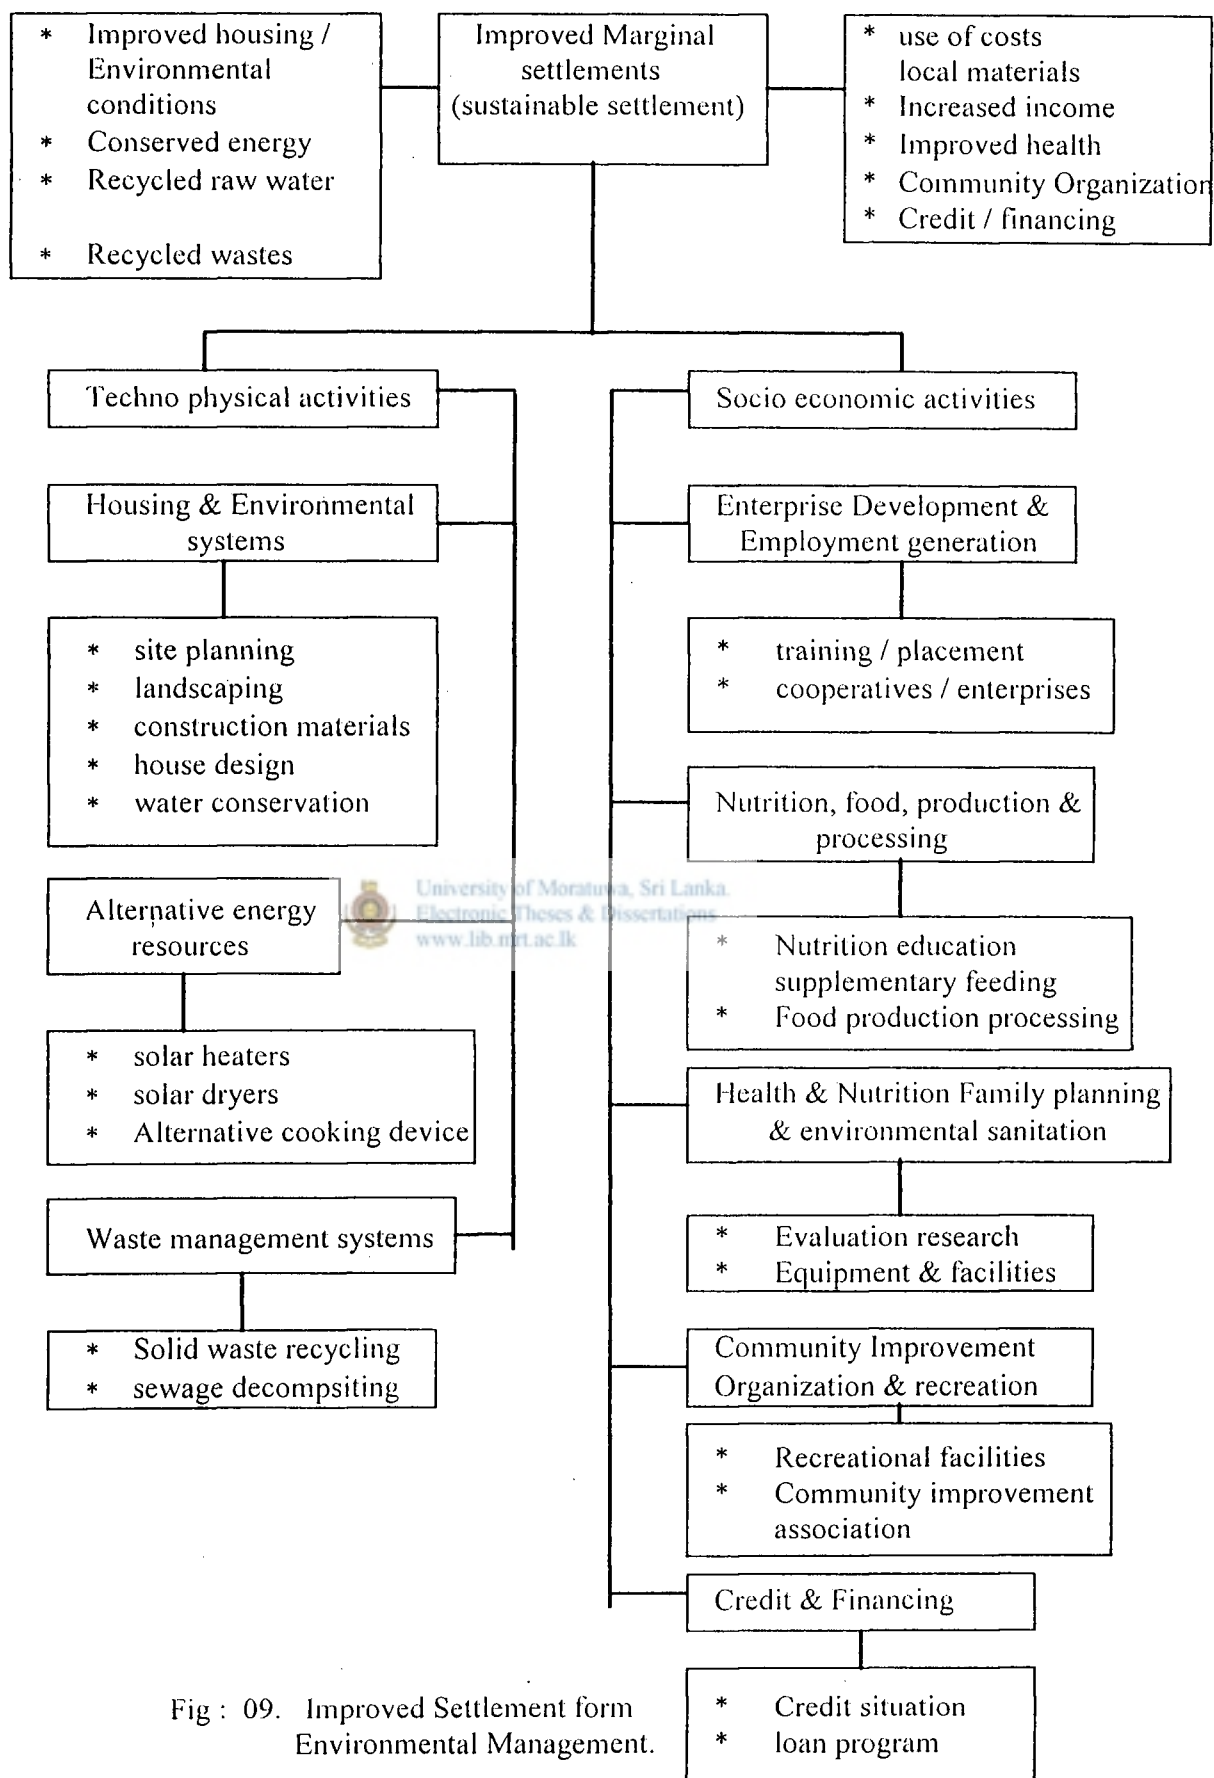 * Improved housing /
Environmental
conditions
* Conserved energy
* Recycled raw water
* Recycled wastes
Improved Marginal
settlements
(sustainable settlement)
* use of costs
local materials
* Increased income
* Improved health
* Community Organization
* Credit / financing
Techno physical activities
Housing & Environmental
systems
* site planning
* landscaping
* construction materials
* house design
* water conservation
Alternative energy
resources
* solar heaters
* solar dryers
* Alternative cooking device
Waste management systems
* Solid waste recycling
* sewage decompsiting
Socio economic activities
Enterprise Development &
Employment generation
* training / placement
* cooperatives / enterprises
Nutrition, food, production &
processing
* Nutrition education
supplementary feeding
* Food production processing
Health & Nutrition Family planning
& environmental sanitation
* Evaluation research
* Equipment & facilities
Community Improvement
Organization & recreation
* Recreational facilities
* Community improvement
association
Credit & Financing
* Credit situation
* loan program
University of Moratuwa, Sri Lanka.
Electronic Theses & Dissertations
www.lib.mrt.ac.lk
Fig : 09. Improved Settlement form
Environmental Management.